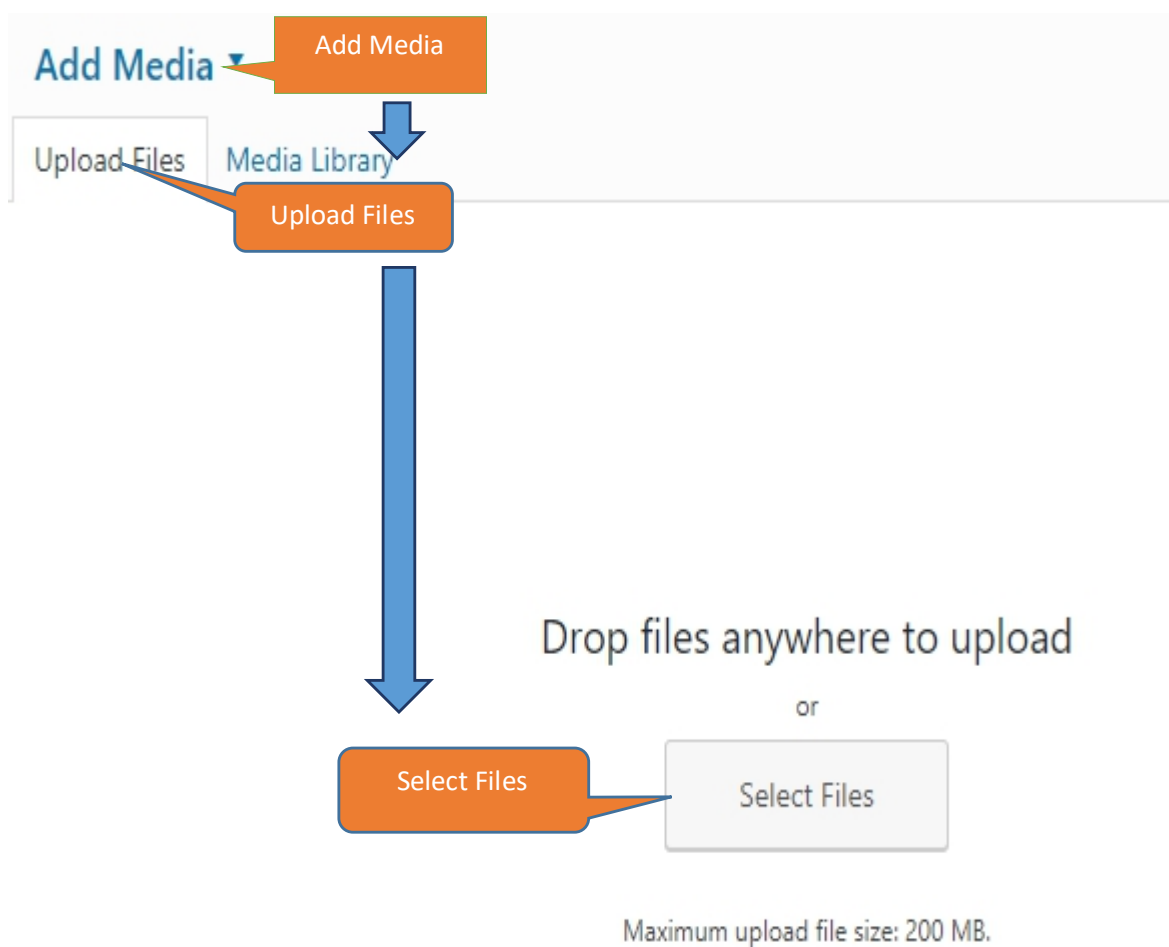 Add Media
Add Media
Upload Files
Media Library
Upload Files
Drop files anywhere to upload
or
Select Files
Select Files
Maximum upload file size: 200 MB.